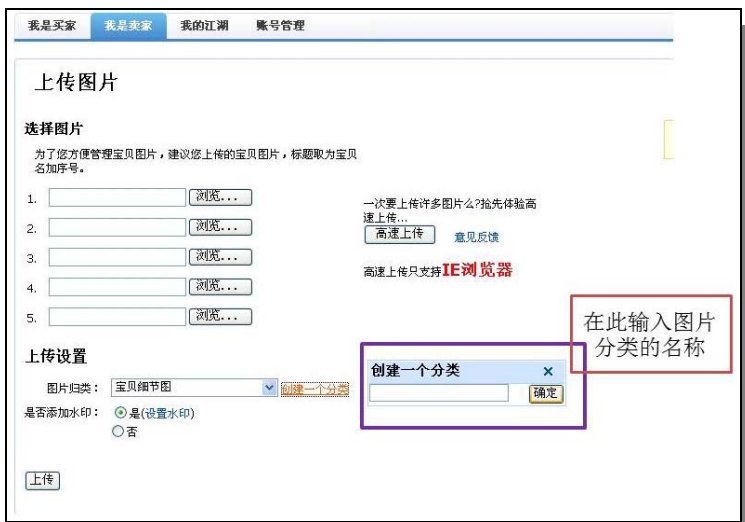 我是买家 我是卖家 我的江湖 账号管理
上传图片
选择图片
为了您方便管理宝贝图片，建议您上传的宝贝图片，标题取为宝贝
名加序号。
1. 浏览...
2. 浏览...
3. 浏览...
4. 浏览...
5. 浏览...
一次要上传许多图片么?抢先体验高
速上传...
高速上传 意见反馈
高速上传只支持IE浏览器
在此输入图片
分类的名称
上传设置
图片归类： 宝贝细节图 创建一个分类
是否添加水印： 是(设置水印)
否
创建一个分类 ×
确定
上传